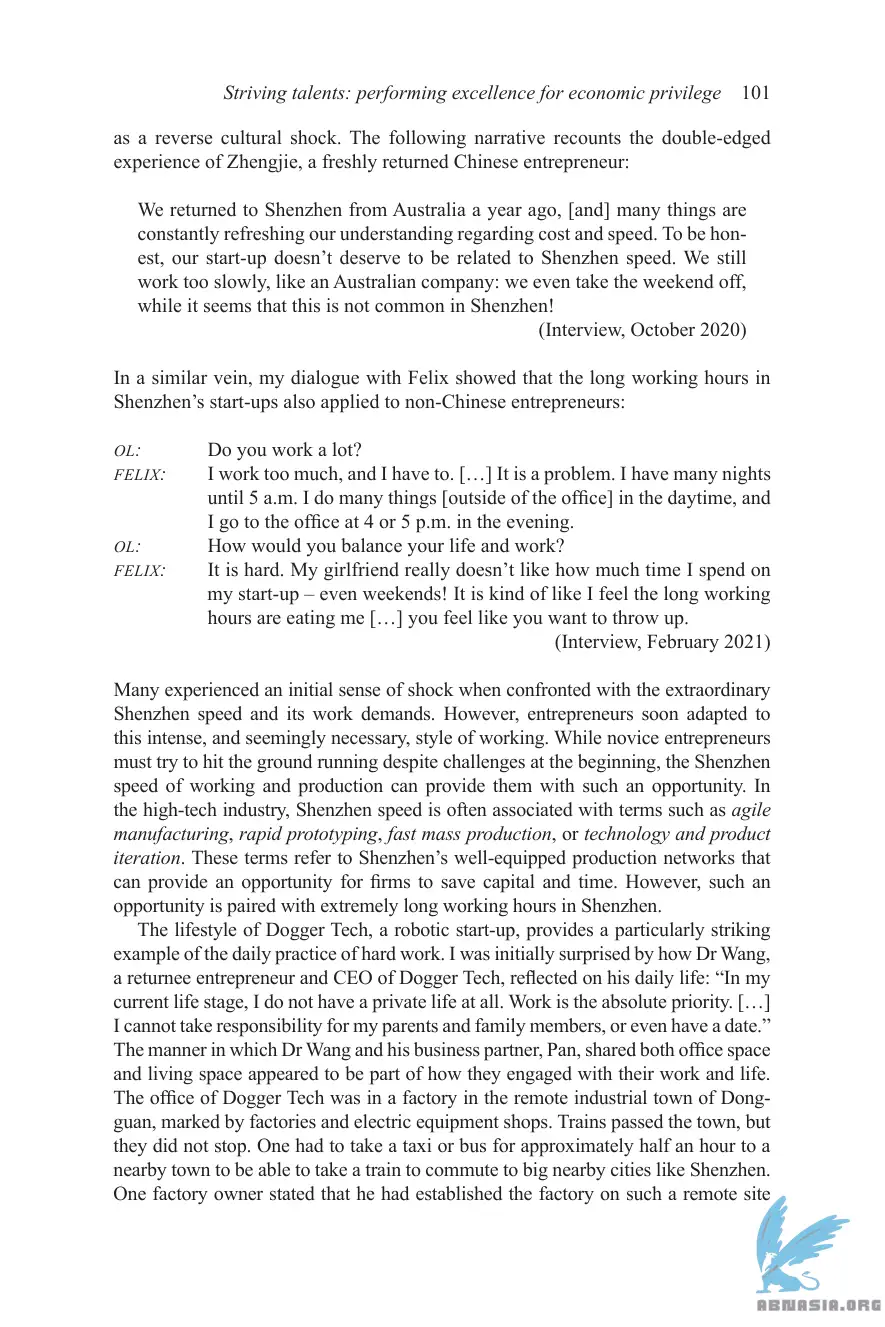 Striving talents: performing excellence for economic privilege 101
as a reverse cultural shock. The following narrative recounts the double-edged
experience of Zhengjie, a freshly returned Chinese entrepreneur:
We returned to Shenzhen from Australia a year ago, [and] many things are
constantly refreshing our understanding regarding cost and speed. To be hon-
est, our start-up doesn’t deserve to be related to Shenzhen speed. We still
work too slowly, like an Australian company: we even take the weekend off,
while it seems that this is not common in Shenzhen!
(Interview, October 2020)
In a similar vein, my dialogue with Felix showed that the long working hours in
Shenzhen’s start-ups also applied to non-Chinese entrepreneurs:
OL: Do you work a lot?
FELIX: I work too much, and I have to. […] It is a problem. I have many nights
until 5 a.m. I do many things [outside of the office] in the daytime, and
I go to the office at 4 or 5 p.m. in the evening.
OL: How would you balance your life and work?
FELIX: It is hard. My girlfriend really doesn’t like how much time I spend on
my start-up – even weekends! It is kind of like I feel the long working
hours are eating me […] you feel like you want to throw up.
(Interview, February 2021)
Many experienced an initial sense of shock when confronted with the extraordinary
Shenzhen speed and its work demands. However, entrepreneurs soon adapted to
this intense, and seemingly necessary, style of working. While novice entrepreneurs
must try to hit the ground running despite challenges at the beginning, the Shenzhen
speed of working and production can provide them with such an opportunity. In
the high-tech industry, Shenzhen speed is often associated with terms such as agile
manufacturing, rapid prototyping, fast mass production, or technology and product
iteration. These terms refer to Shenzhen’s well-equipped production networks that
can provide an opportunity for firms to save capital and time. However, such an
opportunity is paired with extremely long working hours in Shenzhen.
The lifestyle of Dogger Tech, a robotic start-up, provides a particularly striking
example of the daily practice of hard work. I was initially surprised by how Dr Wang,
a returnee entrepreneur and CEO of Dogger Tech, reflected on his daily life: “In my
current life stage, I do not have a private life at all. Work is the absolute priority. […]
I cannot take responsibility for my parents and family members, or even have a date.”
The manner in which Dr Wang and his business partner, Pan, shared both office space
and living space appeared to be part of how they engaged with their work and life.
The office of Dogger Tech was in a factory in the remote industrial town of Dong-
guan, marked by factories and electric equipment shops. Trains passed the town, but
they did not stop. One had to take a taxi or bus for approximately half an hour to a
nearby town to be able to take a train to commute to big nearby cities like Shenzhen.
One factory owner stated that he had established the factory on such a remote site
ABNASIA.ORG